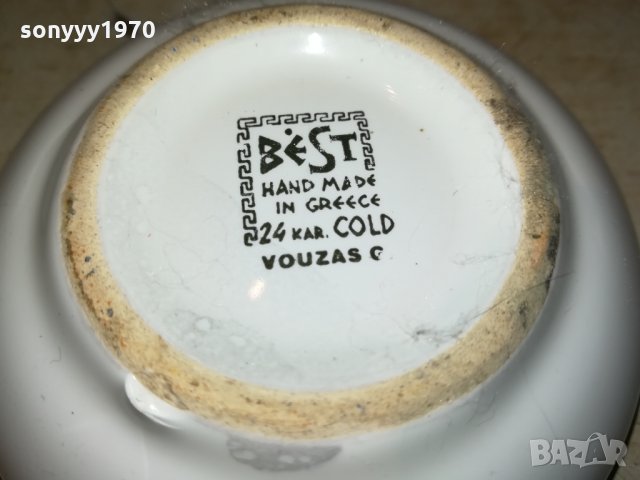 sonyyy1970
BEST
HAND MADE
IN GREECE
24 KAR. COLD
VOUZAS G
BAZAR